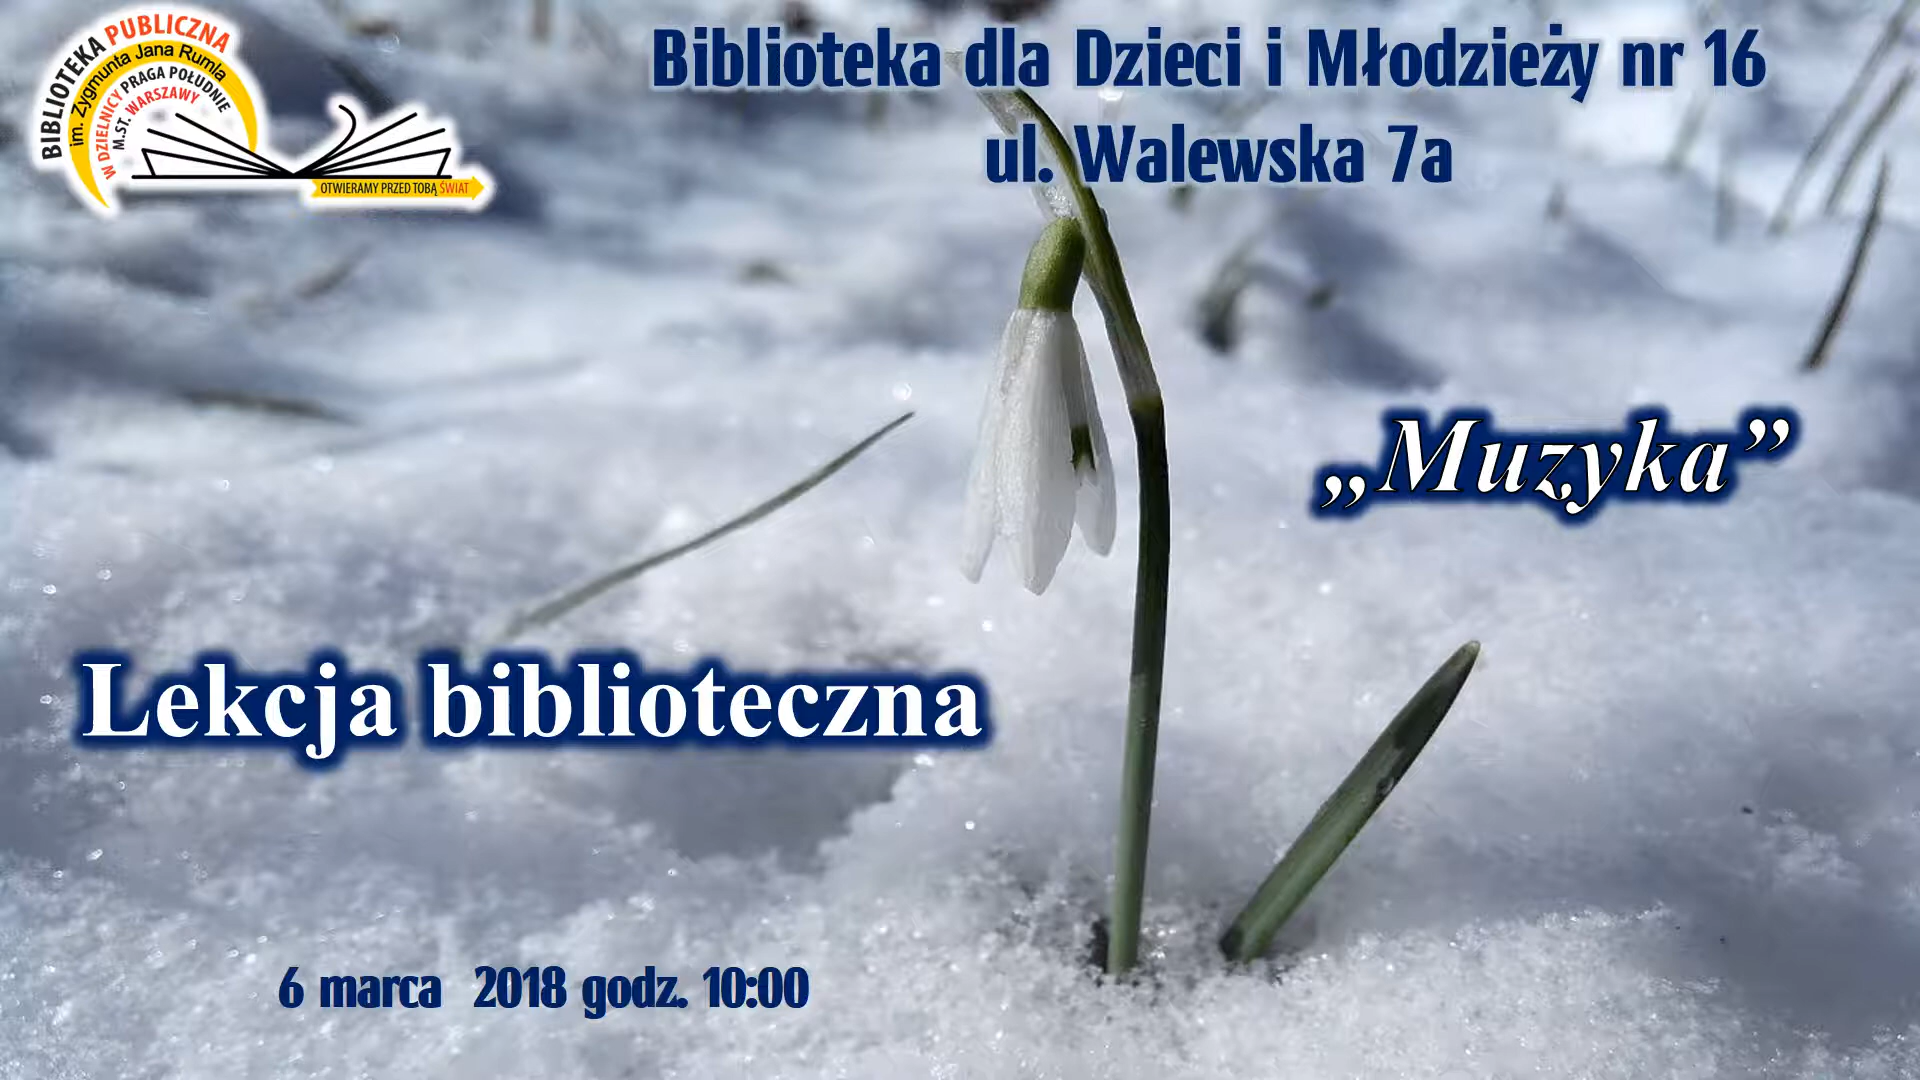 BIBLIOTEKA PUBLICZNA
im. Zygmunta Jana Rumla
W DZIELNICY PRAGA POŁUDNIE
M.ST. WARSZAWY
OTWIERAMY PRZED TOBĄ ŚWIAT
Biblioteka dla Dzieci i Młodzieży nr 16
ul. Walewska 7a
„Muzyka”
Lekcja biblioteczna
6 marca 2018 godz. 10:00